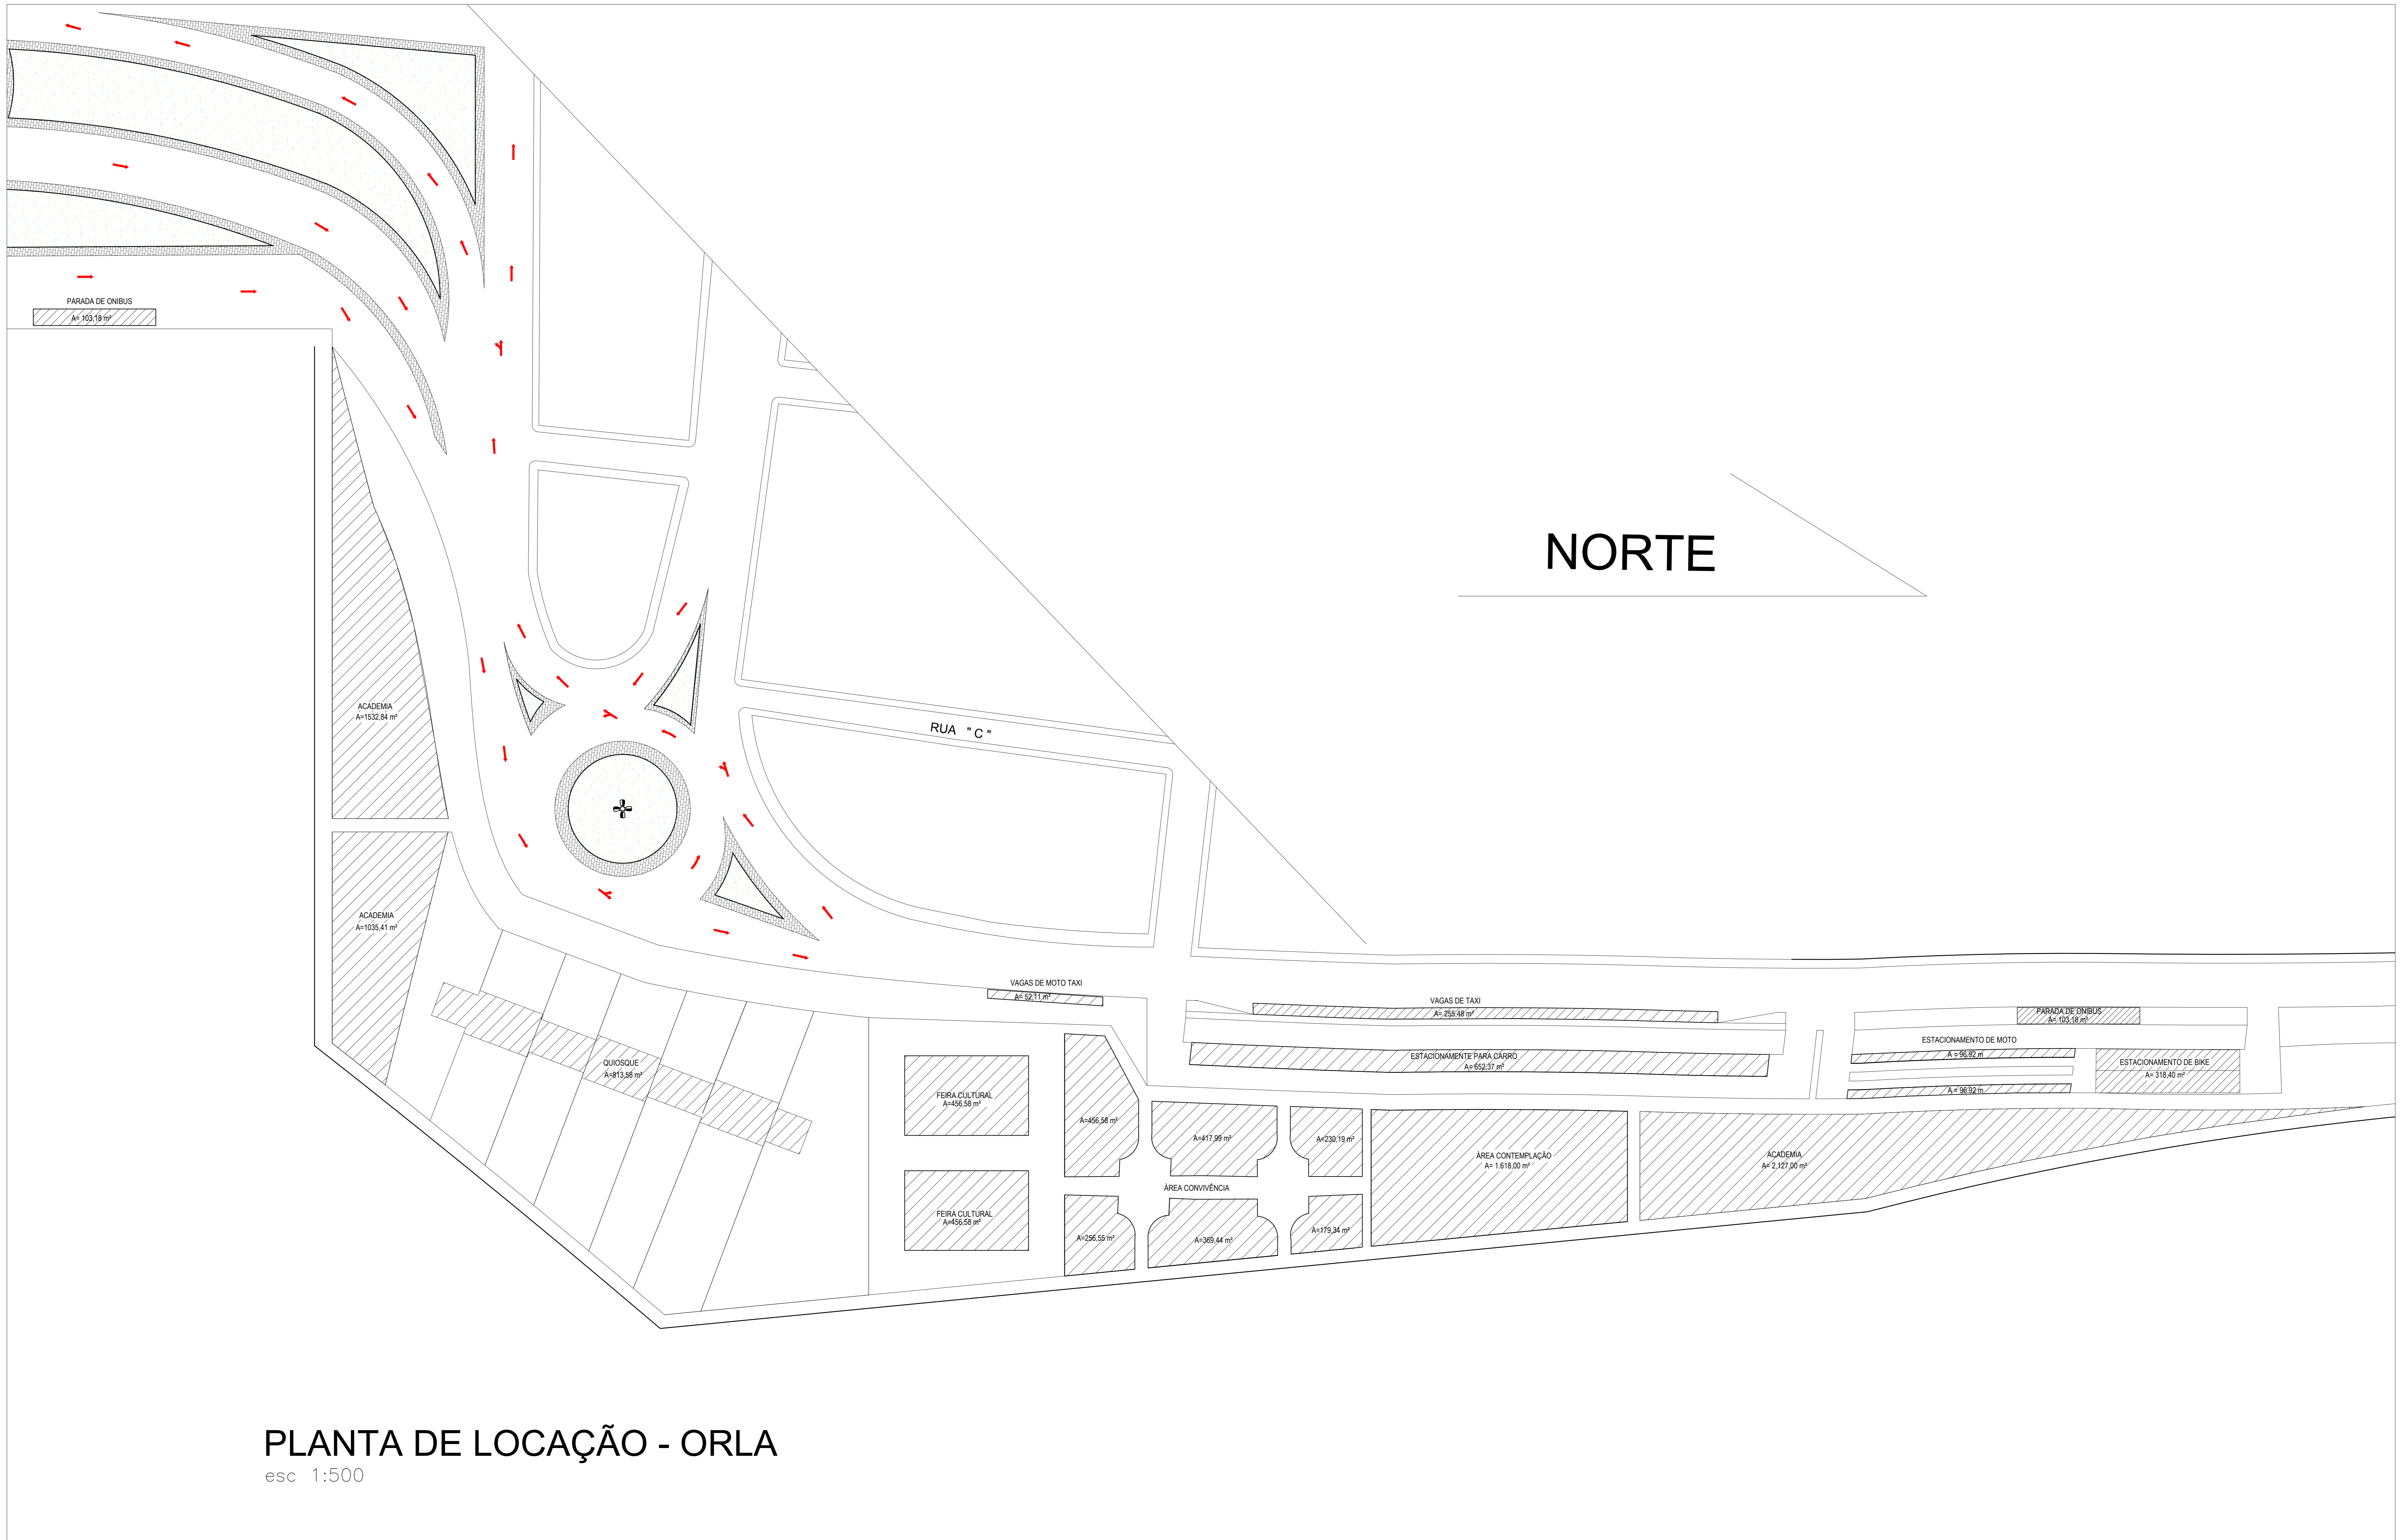 PARADA DE ONIBUS
A= 103,18 m²
NORTE
ACADEMIA
A=1532,84 m²
RUA " C "
ACADEMIA
A=1035,41 m²
VAGAS DE MOTO TAXI
A= 52,11 m²
VAGAS DE TAXI
A= 255,48 m²
PARADA DE ONIBUS
A= 103,18 m²
ESTACIONAMENTO DE MOTO
A = 96,92 m
ESTACIONAMENTE PARA CARRO
A= 652,37 m²
ESTACIONAMENTO DE BIKE
A= 318,40 m²
A = 96,92 m
QUIOSQUE
A=813,58 m²
FEIRA CULTURAL
A=456,58 m²
A=456,58 m²
A=417,99 m²
A=230,19 m²
ÀREA CONTEMPLAÇÃO
A= 1.618,00 m²
ACADEMIA
A= 2.127,00 m²
ÀREA CONVIVÊNCIA
FEIRA CULTURAL
A=456,58 m²
A=256,55 m²
A=369,44 m²
A=179,34 m²
PLANTA DE LOCAÇÃO - ORLA
esc 1:500